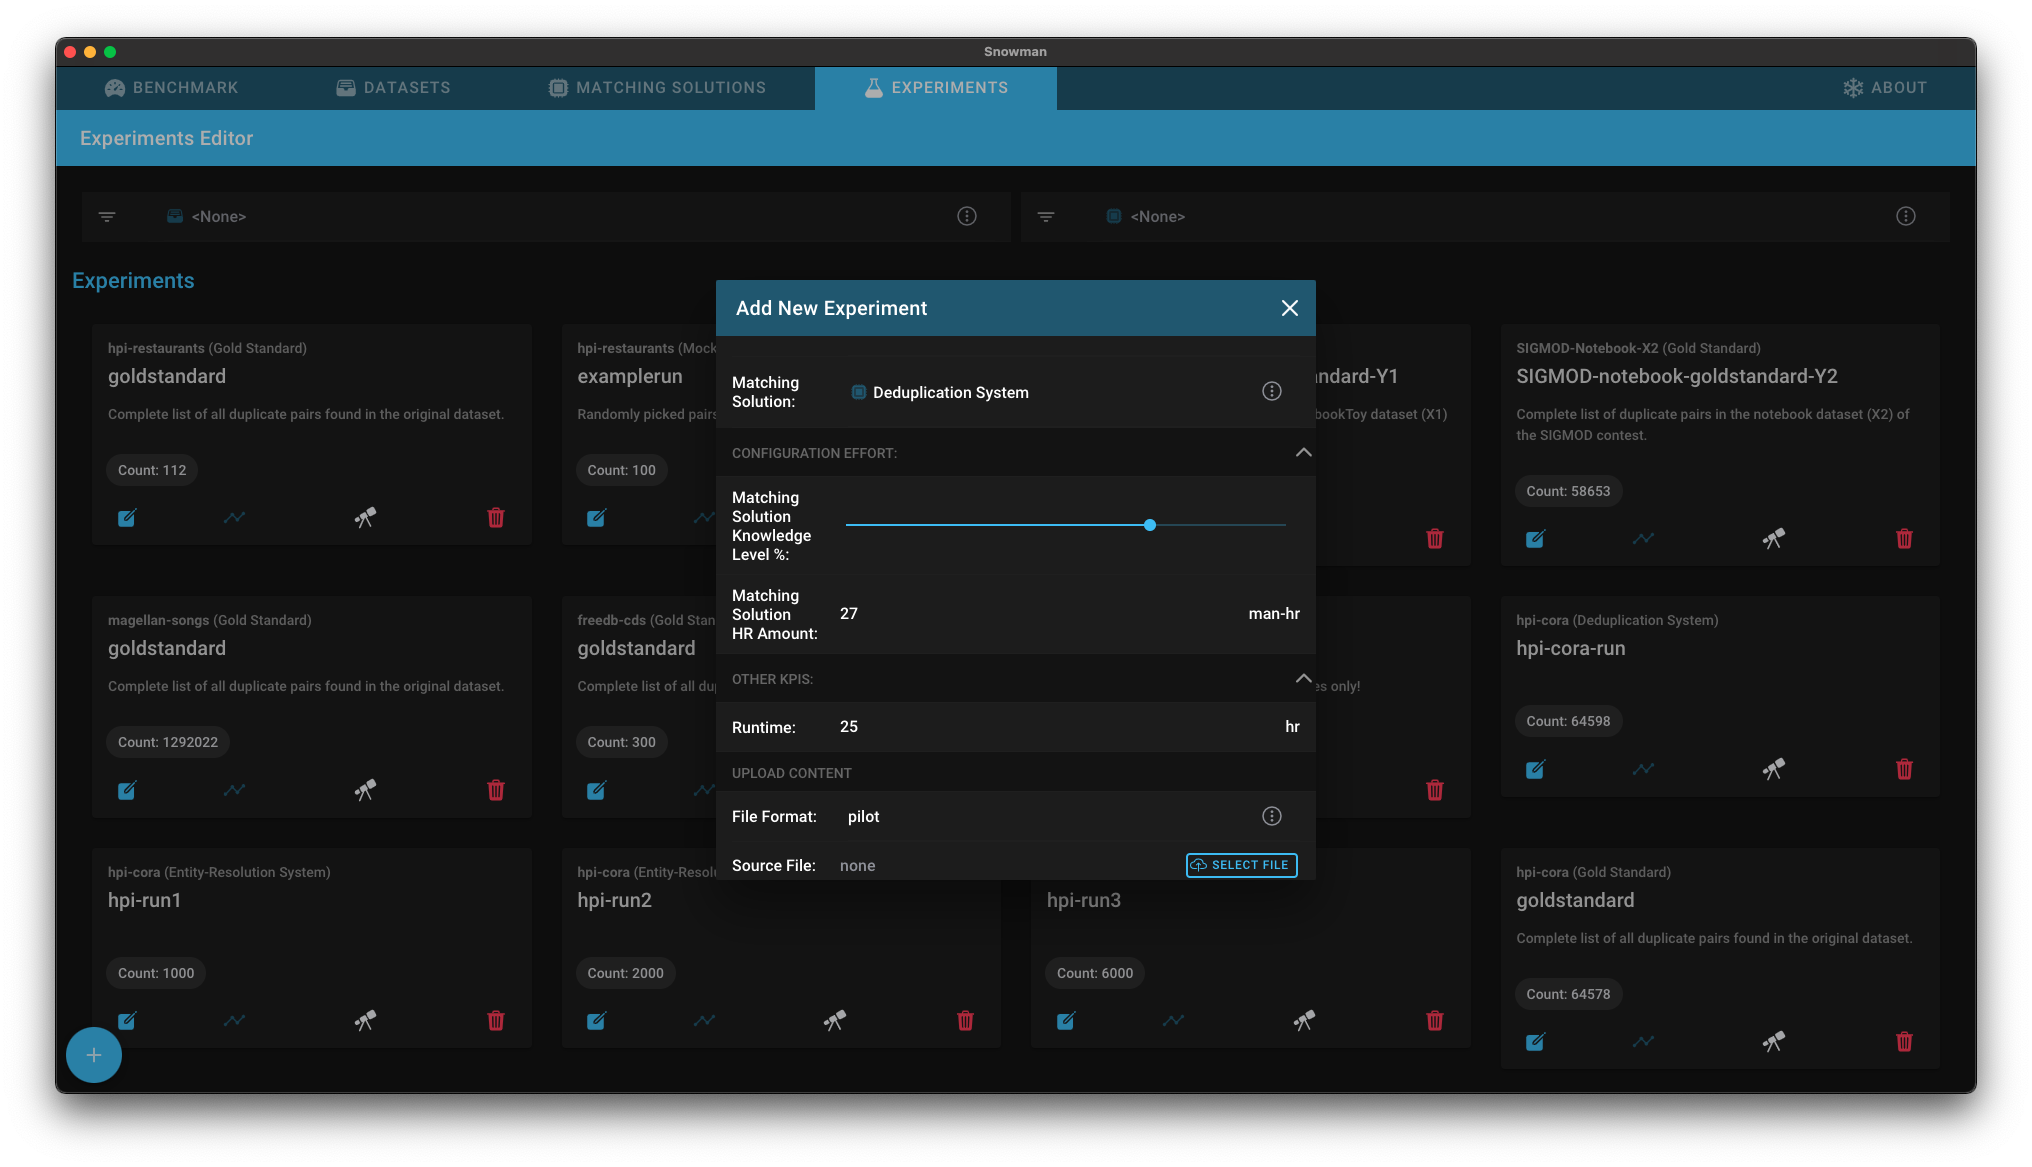 Snowman
BENCHMARK
DATASETS
MATCHING SOLUTIONS
EXPERIMENTS
ABOUT
Experiments Editor
<None>
<None>
Experiments
hpi-restaurants (Gold Standard)
goldstandard
Complete list of all duplicate pairs found in the original dataset.
Count: 112
hpi-restaurants (Mock
examplerun
Randomly picked pairs
Count: 100
ndard-Y1
bookToy dataset (X1)
SIGMOD-Notebook-X2 (Gold Standard)
SIGMOD-notebook-goldstandard-Y2
Complete list of duplicate pairs in the notebook dataset (X2) of
the SIGMOD contest.
Count: 58653
magellan-songs (Gold Standard)
goldstandard
Complete list of all duplicate pairs found in the original dataset.
Count: 1292022
freedb-cds (Gold Stan
goldstandard
Complete list of all du
Count: 300
es only!
hpi-cora (Deduplication System)
hpi-cora-run
Count: 64598
hpi-cora (Entity-Resolution System)
hpi-run1
Count: 1000
hpi-cora (Entity-Resol
hpi-run2
Count: 2000
hpi-run3
Count: 6000
hpi-cora (Gold Standard)
goldstandard
Complete list of all duplicate pairs found in the original dataset.
Count: 64578
Add New Experiment
Matching
Solution:
Deduplication System
CONFIGURATION EFFORT:
Matching
Solution
Knowledge
Level %:
Matching
Solution
HR Amount:
27
man-hr
OTHER KPIS:
Runtime:
25
hr
UPLOAD CONTENT
File Format:
pilot
Source File:
none
SELECT FILE